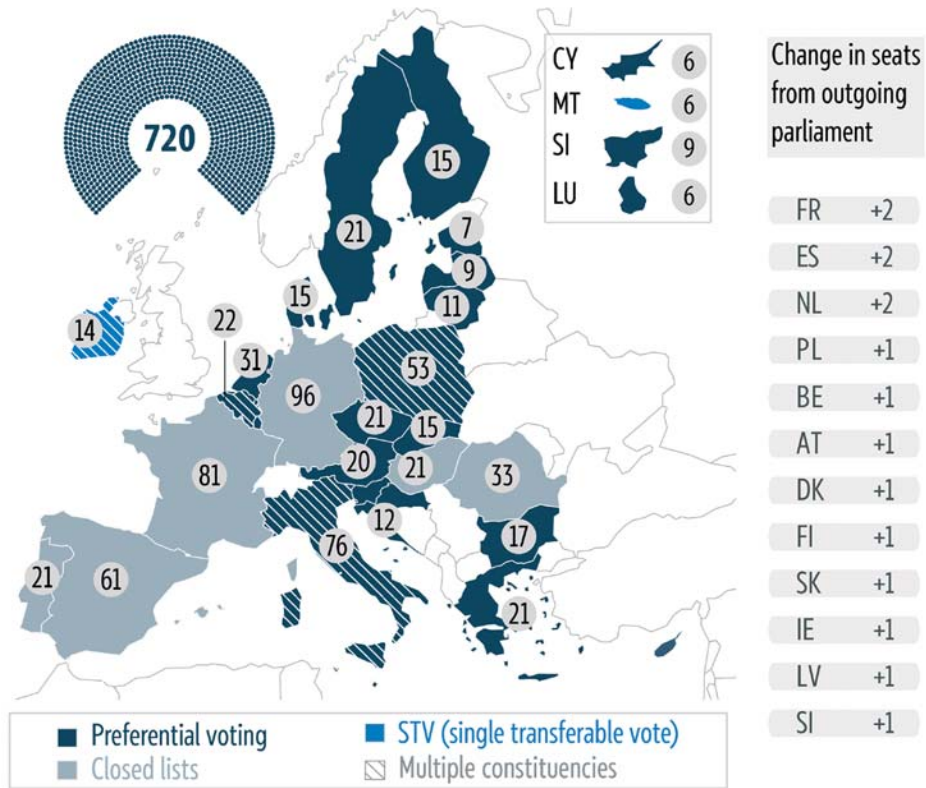 720
CY 6
MT 6
SI 9
LU 6
15
21
7
9
11
15
14
22
31
53
96
21
15
20
21
33
81
12
17
76
21
61
21
Change in seats
from outgoing
parliament
FR +2
ES +2
NL +2
PL +1
BE +1
AT +1
DK +1
FI +1
SK +1
IE +1
LV +1
SI +1
Preferential voting
STV (single transferable vote)
Closed lists
Multiple constituencies